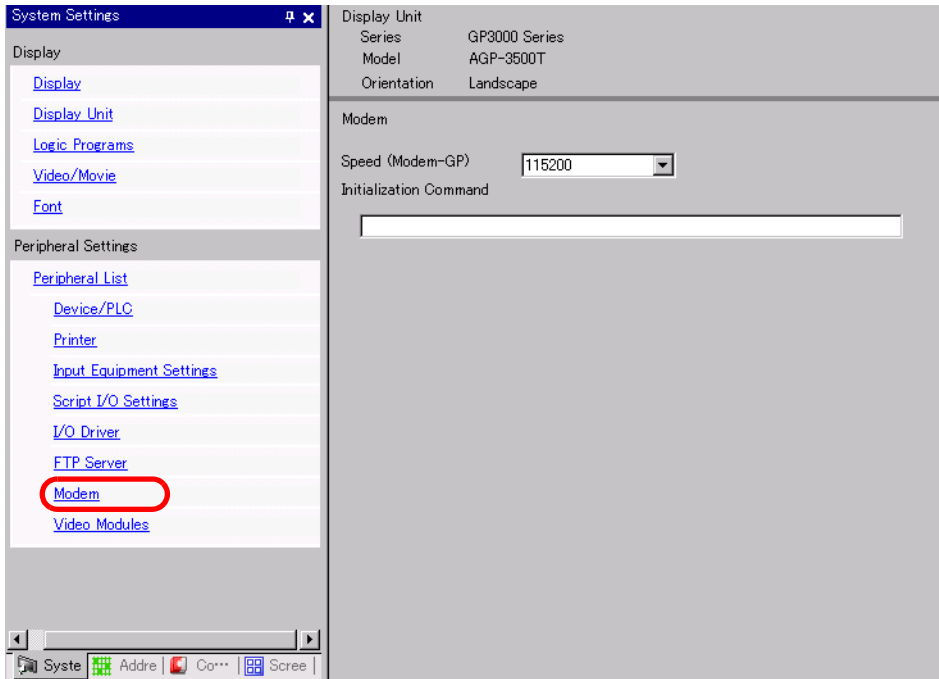 System Settings
Display
Display
Display Unit
Logic Programs
Video/Movie
Font
Peripheral Settings
Peripheral List
Device/PLC
Printer
Input Equipment Settings
Script I/O Settings
I/O Driver
FTP Server
Modem
Video Modules
Syste
Addre
Co···
Scree
Display Unit
Series GP3000 Series
Model AGP-3500T
Orientation Landscape
Modem
Speed (Modem-GP) 115200
Initialization Command